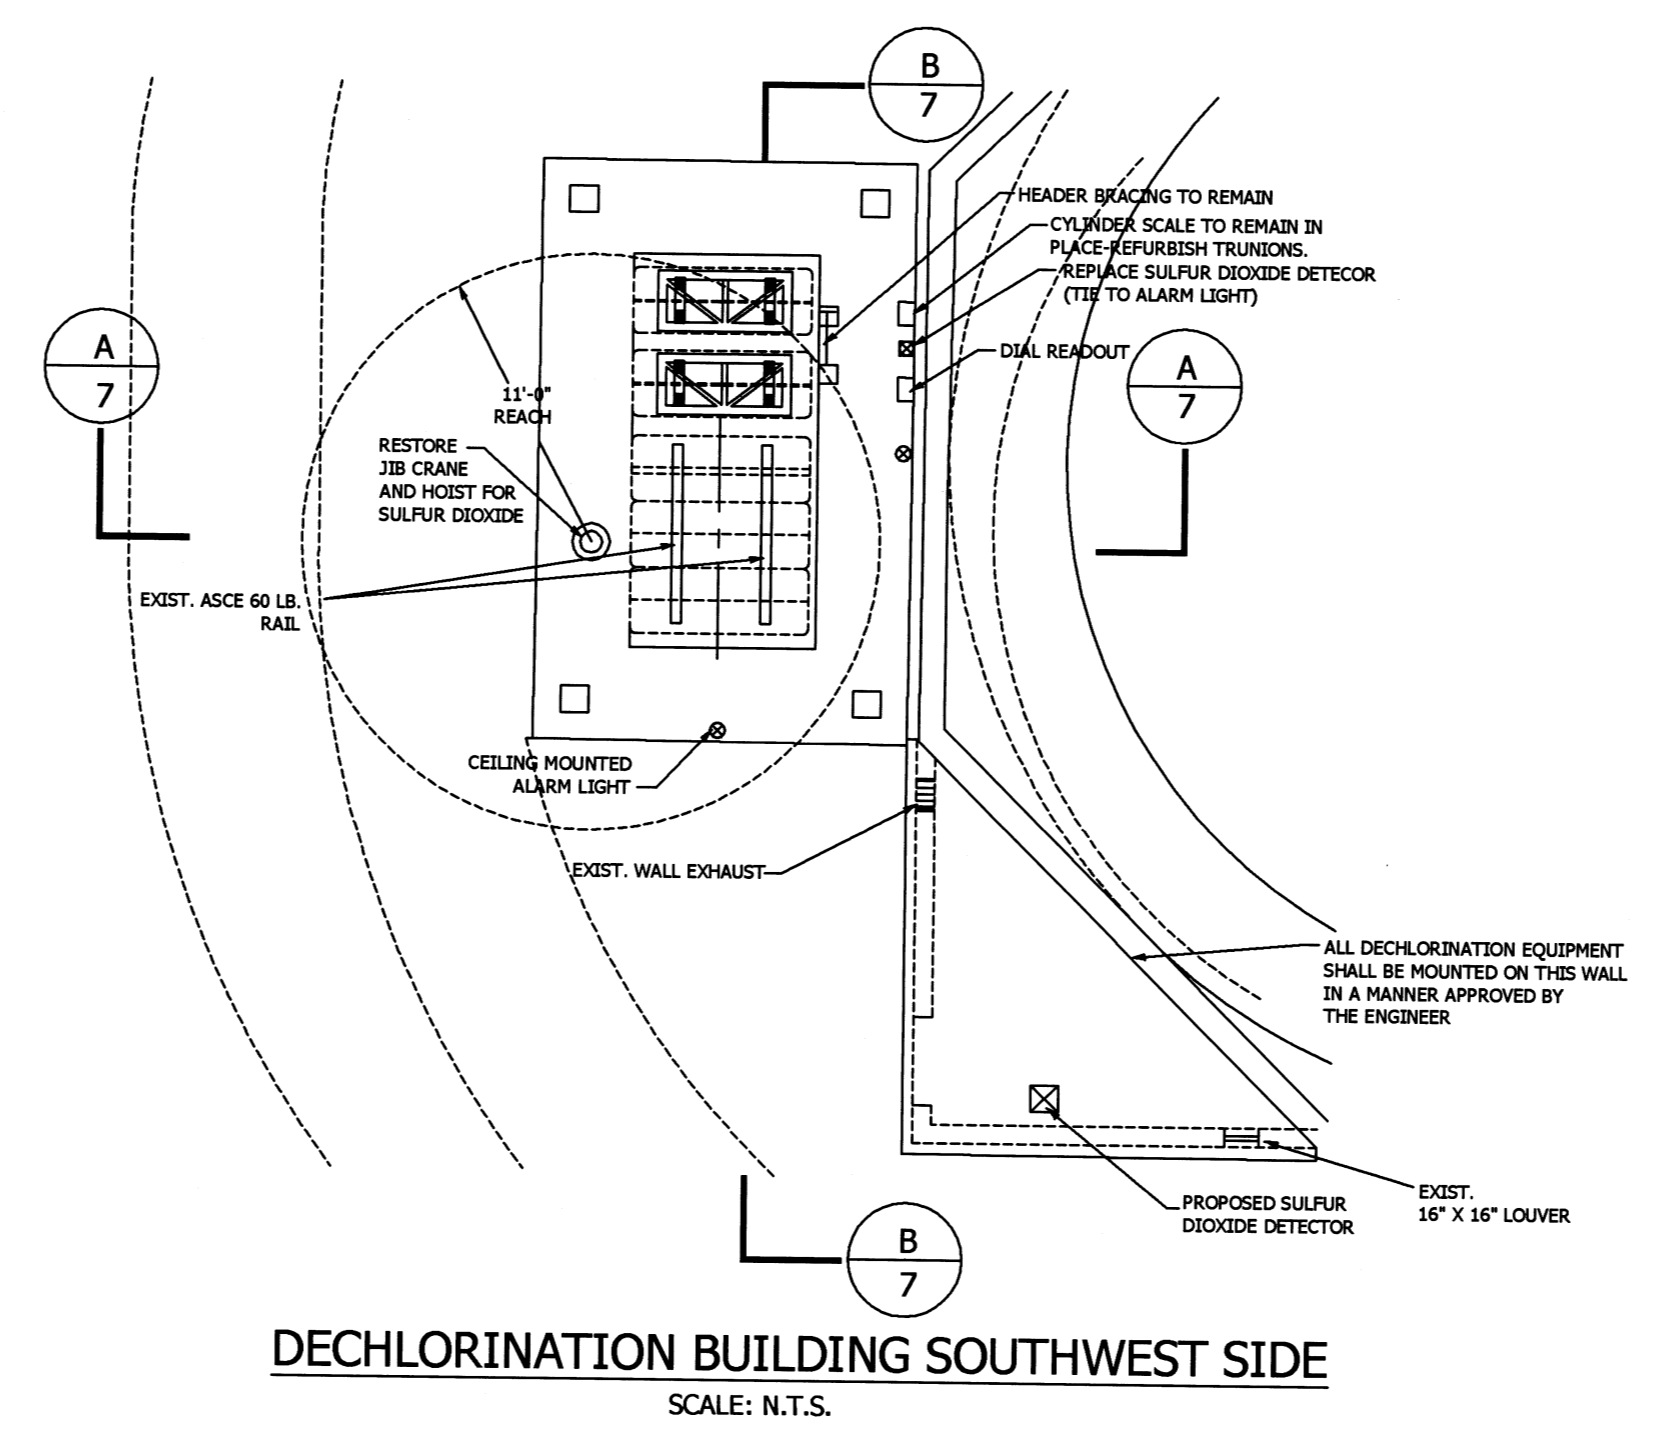 B
7
HEADER BRACING TO REMAIN
CYLINDER SCALE TO REMAIN IN
PLACE-REFURBISH TRUNIONS.
REPLACE SULFUR DIOXIDE DETECOR
(TIE TO ALARM LIGHT)
DIAL READOUT
A
7
A
7
11'-0"
REACH
RESTORE
JIB CRANE
AND HOIST FOR
SULFUR DIOXIDE
EXIST. ASCE 60 LB.
RAIL
CEILING MOUNTED
ALARM LIGHT
EXIST. WALL EXHAUST
ALL DECHLORINATION EQUIPMENT
SHALL BE MOUNTED ON THIS WALL
IN A MANNER APPROVED BY
THE ENGINEER
PROPOSED SULFUR
DIOXIDE DETECTOR
EXIST.
16" X 16" LOUVER
B
7
DECHLORINATION BUILDING SOUTHWEST SIDE
SCALE: N.T.S.